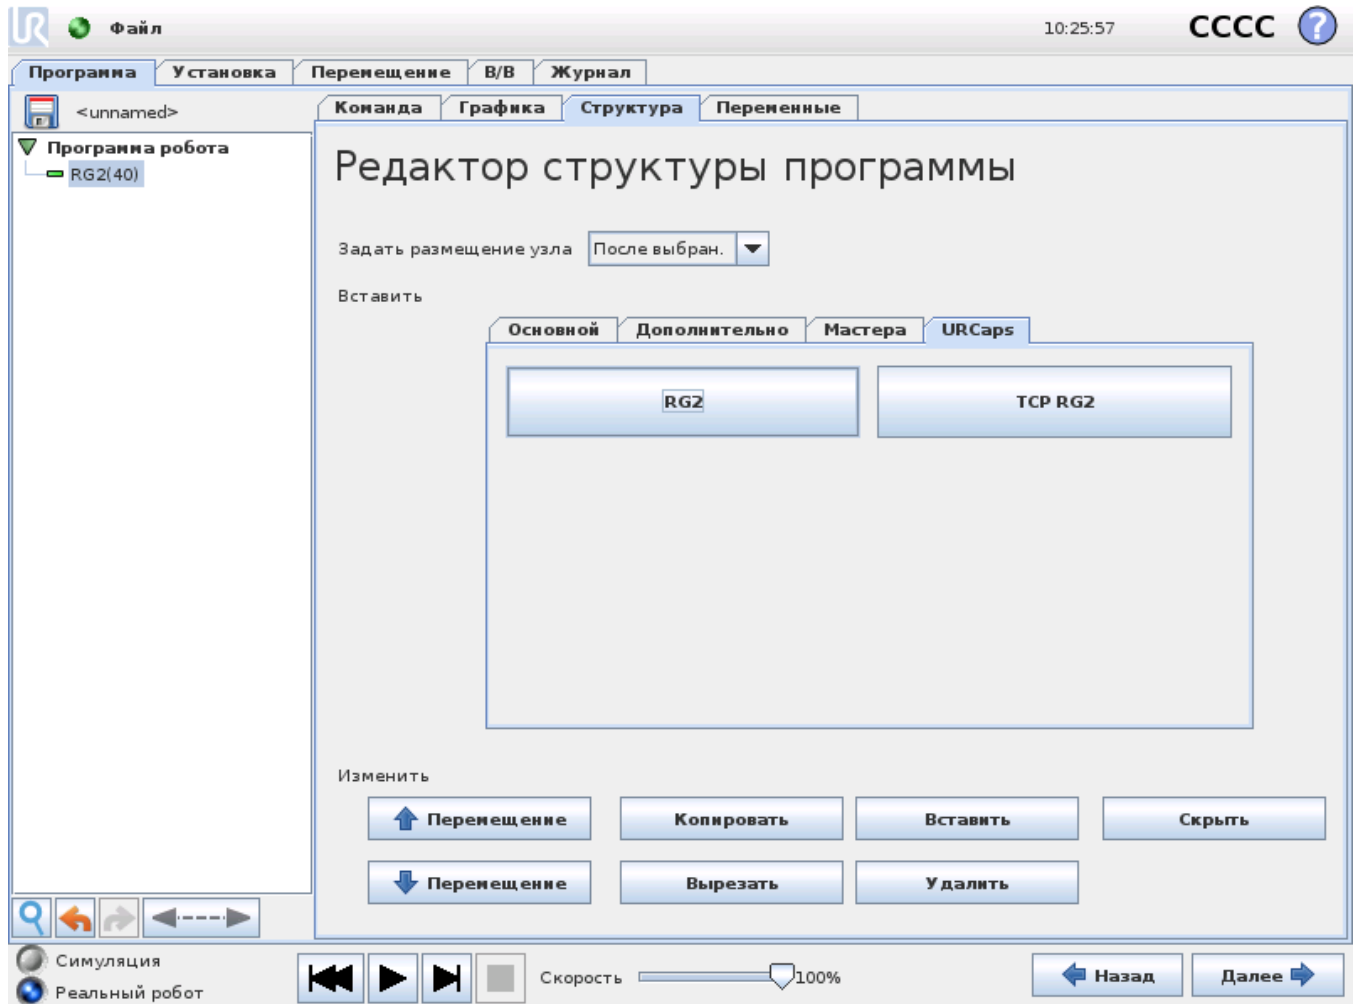 Файл
10:25:57
CCCC
?
Программа Установка Перемещение В/В Журнал
<unnamed>
Команда Графика Структура Переменные
Программа робота
RG2(40)
Редактор структуры программы
Задать размещение узла После выбран.
Вставить
Основной Дополнительно Мастера URCaps
RG2 TCP RG2
Изменить
Перемещение Копировать Вставить Скрыть
Перемещение Вырезать Удалить
Симуляция
Реальный робот
Скорость 100%
Назад Далее